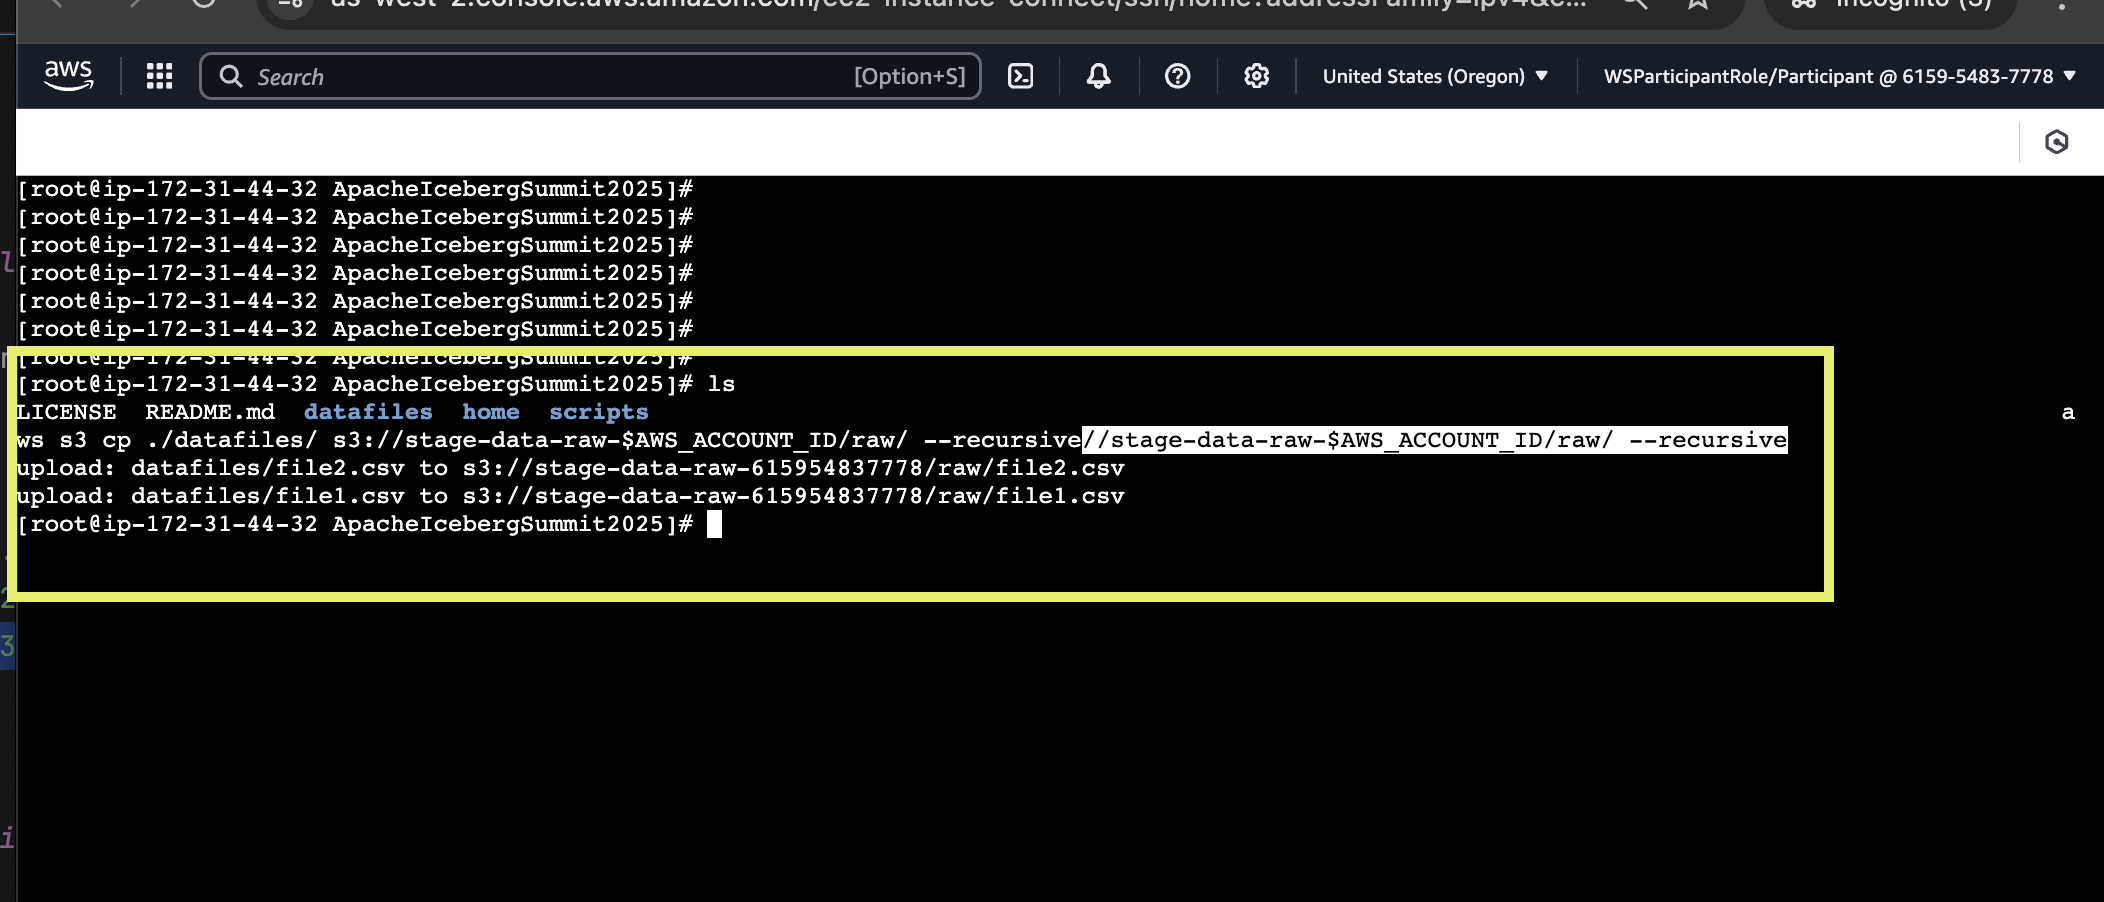 us-west-2.console.aws.amazon.com/ec2-instance-connect/ssh/home?addressFamily=ipv4&c...
Incognito (3)
aws
Search
[Option+S]
United States (Oregon)
WSParticipantRole/Participant @ 6159-5483-7778
[root@ip-172-31-44-32 ApacheIcebergSummit2025]#
[root@ip-172-31-44-32 ApacheIcebergSummit2025]#
[root@ip-172-31-44-32 ApacheIcebergSummit2025]#
[root@ip-172-31-44-32 ApacheIcebergSummit2025]#
[root@ip-172-31-44-32 ApacheIcebergSummit2025]#
[root@ip-172-31-44-32 ApacheIcebergSummit2025]#
[root@ip-172-31-44-32 ApacheIcebergSummit2025]#
[root@ip-172-31-44-32 ApacheIcebergSummit2025]# ls
LICENSE README.md datafiles home scripts a
ws s3 cp ./datafiles/ s3://stage-data-raw-$AWS_ACCOUNT_ID/raw/ --recursive//stage-data-raw-$AWS_ACCOUNT_ID/raw/ --recursive
upload: datafiles/file2.csv to s3://stage-data-raw-615954837778/raw/file2.csv
upload: datafiles/file1.csv to s3://stage-data-raw-615954837778/raw/file1.csv
[root@ip-172-31-44-32 ApacheIcebergSummit2025]#